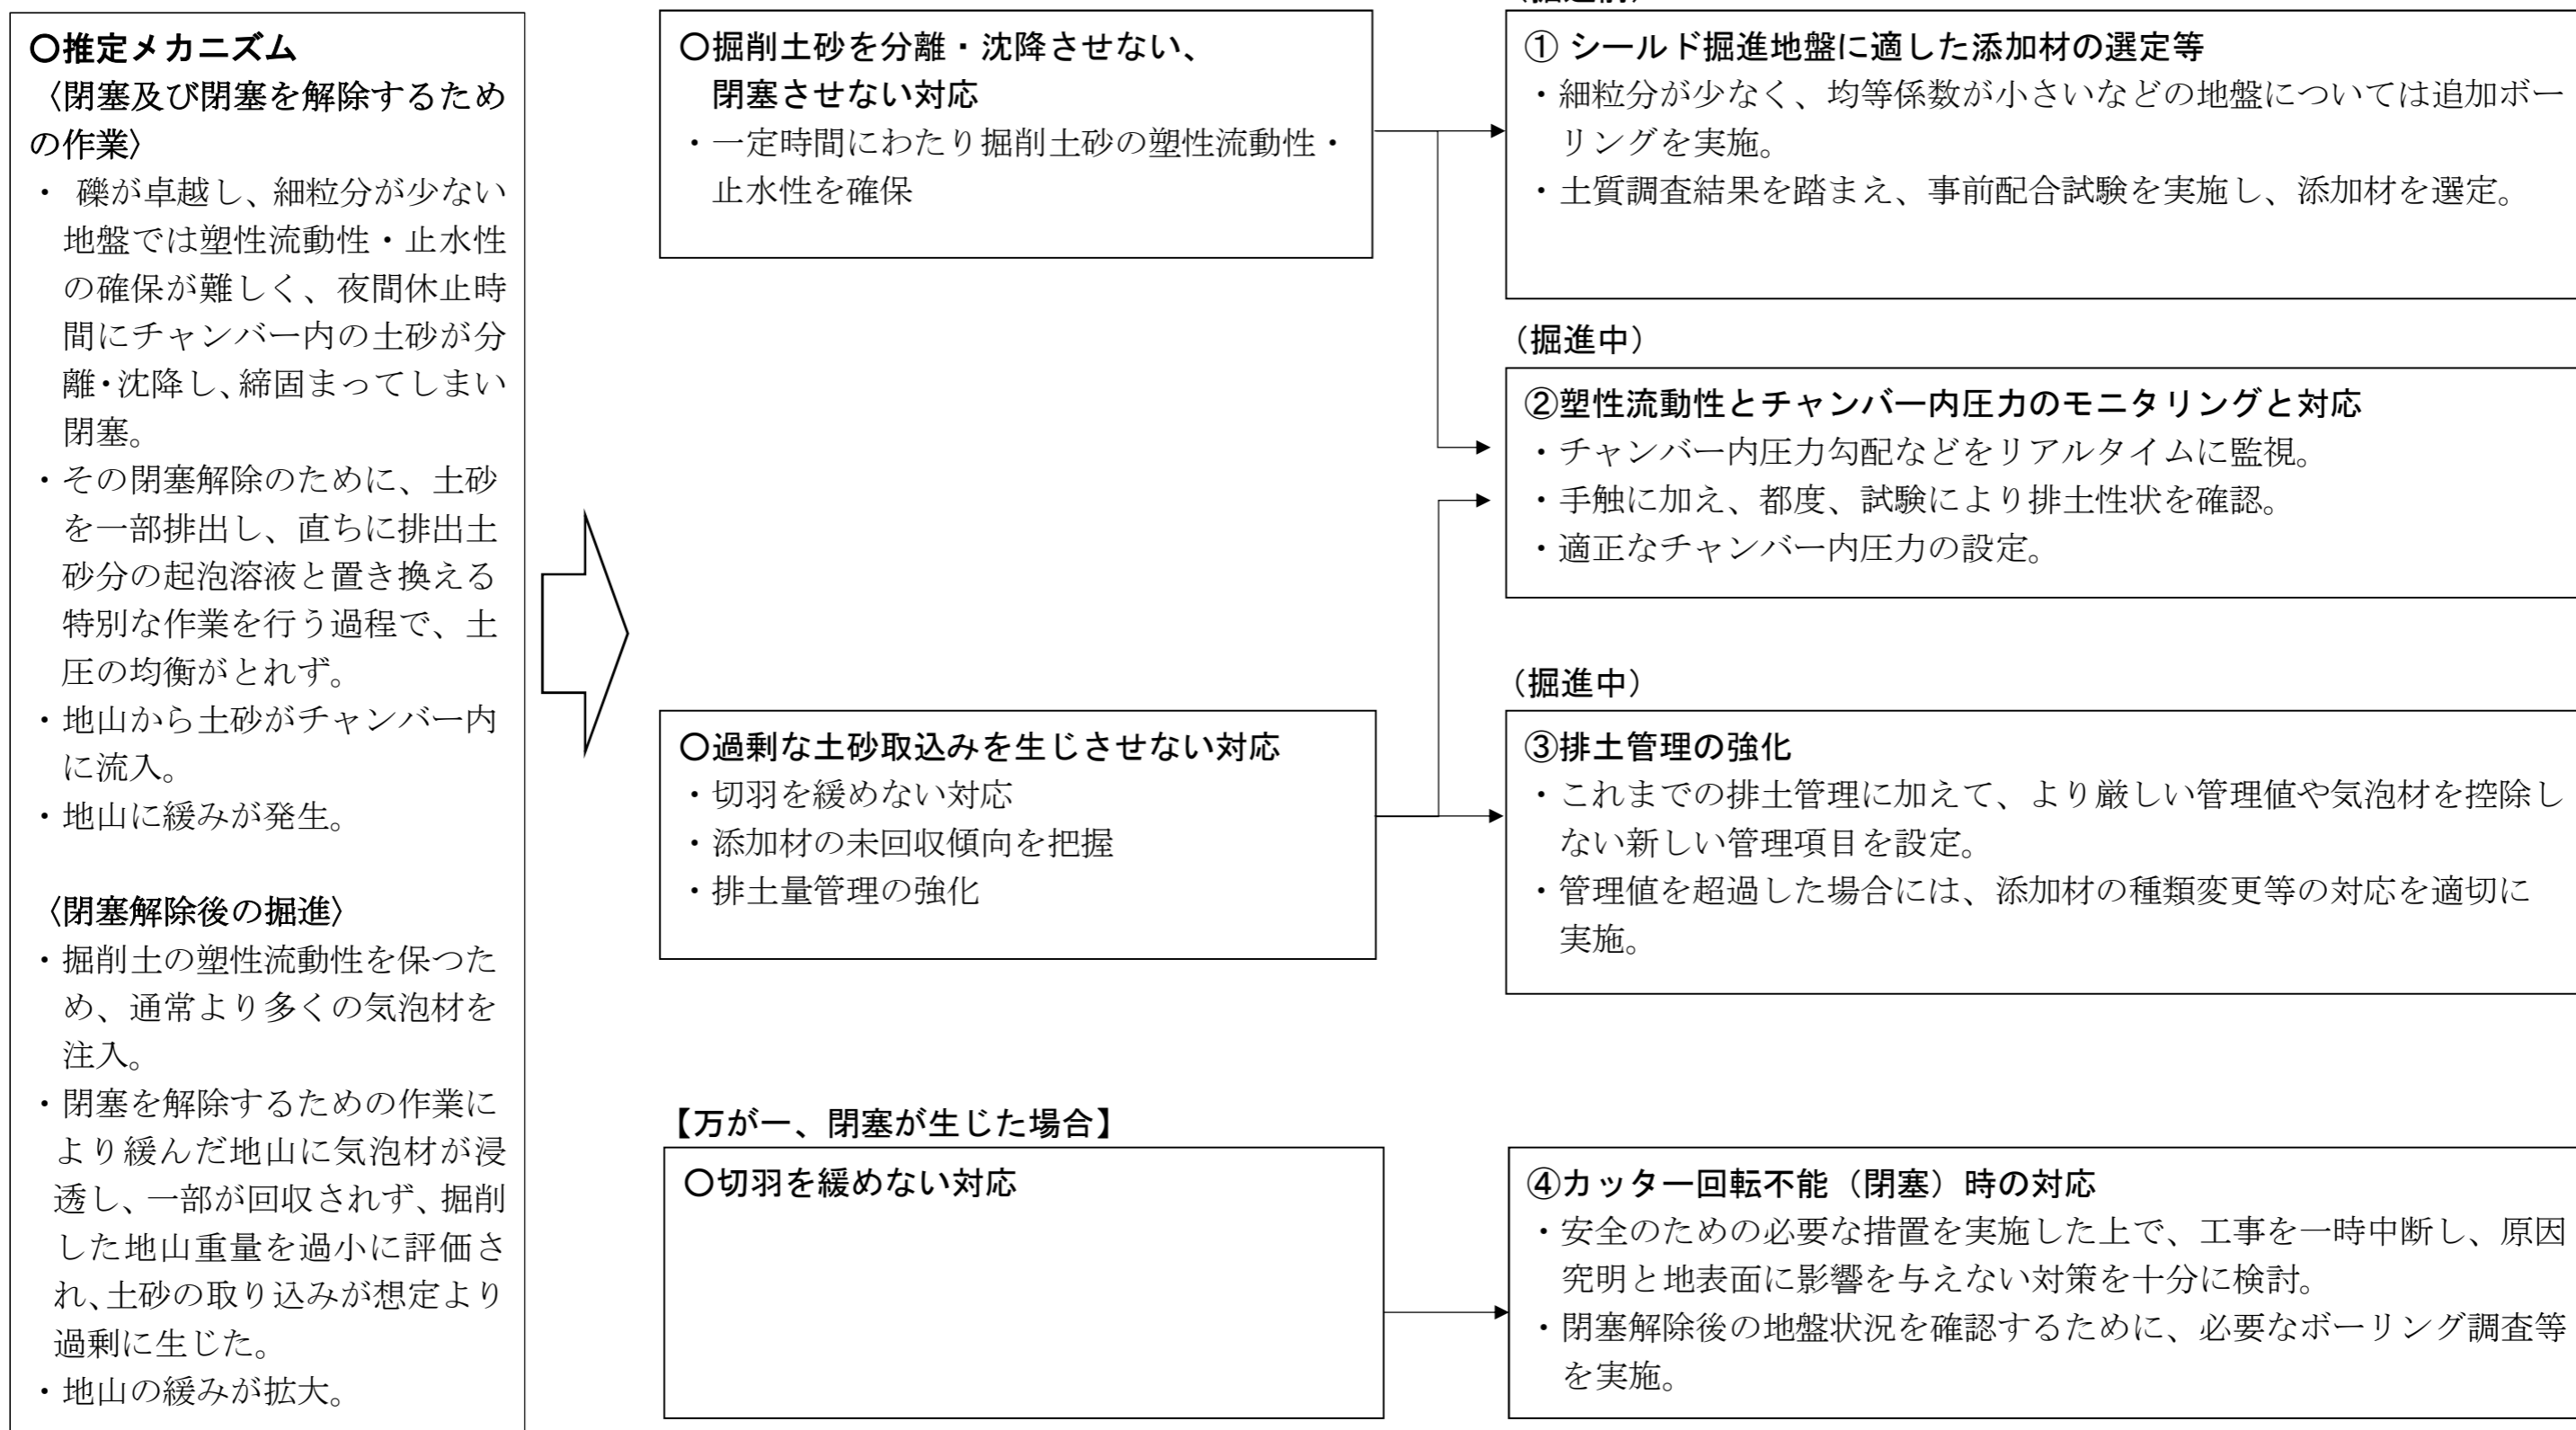 〇推定メカニズム
〈閉塞及び閉塞を解除するため
の作業〉
・ 礫が卓越し、細粒分が少ない
地盤では塑性流動性・止水性
の確保が難しく、夜間休止時
間にチャンバー内の土砂が分
離・沈降し、締固まってしまい
閉塞。
・その閉塞解除のために、土砂
を一部排出し、直ちに排出土
砂分の起泡溶液と置き換える
特別な作業を行う過程で、土
圧の均衡がとれず。
・地山から土砂がチャンバー内
に流入。
・地山に緩みが発生。
〈閉塞解除後の掘進〉
・掘削土の塑性流動性を保つた
め、通常より多くの気泡材を
注入。
・閉塞を解除するための作業に
より緩んだ地山に気泡材が浸
透し、一部が回収されず、掘削
した地山重量を過小に評価さ
れ、土砂の取り込みが想定より
過剰に生じた。
・地山の緩みが拡大。
〇掘削土砂を分離・沈降させない、
閉塞させない対応
・一定時間にわたり掘削土砂の塑性流動性・
止水性を確保
① シールド掘進地盤に適した添加材の選定等
・細粒分が少なく、均等係数が小さいなどの地盤については追加ボー
リングを実施。
・土質調査結果を踏まえ、事前配合試験を実施し、添加材を選定。
（掘進中）
②塑性流動性とチャンバー内圧力のモニタリングと対応
・チャンバー内圧力勾配などをリアルタイムに監視。
・手触に加え、都度、試験により排土性状を確認。
・適正なチャンバー内圧力の設定。
〇過剰な土砂取込みを生じさせない対応
・切羽を緩めない対応
・添加材の未回収傾向を把握
・排土量管理の強化
（掘進中）
③排土管理の強化
・これまでの排土管理に加えて、より厳しい管理値や気泡材を控除し
ない新しい管理項目を設定。
・管理値を超過した場合には、添加材の種類変更等の対応を適切に
実施。
【万が一、閉塞が生じた場合】
〇切羽を緩めない対応
④カッター回転不能（閉塞）時の対応
・安全のための必要な措置を実施した上で、工事を一時中断し、原因
究明と地表面に影響を与えない対策を十分に検討。
・閉塞解除後の地盤状況を確認するために、必要なボーリング調査等
を実施。